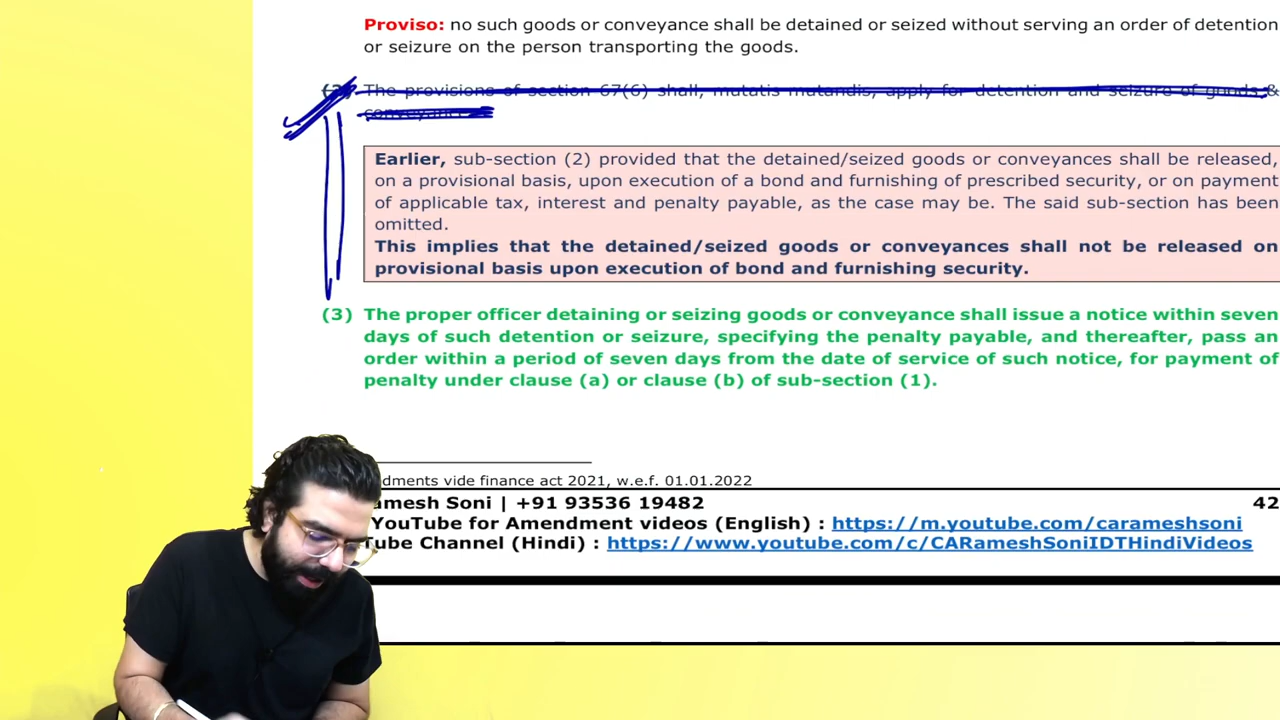 Proviso: no such goods or conveyance shall be detained or seized without serving an order of detention
or seizure on the person transporting the goods.
(2) The provisions of section 67(6) shall, mutatis mutandis, apply for detention and seizure of goods &
conveyance
Earlier, sub-section (2) provided that the detained/seized goods or conveyances shall be released,
on a provisional basis, upon execution of a bond and furnishing of prescribed security, or on payment
of applicable tax, interest and penalty payable, as the case may be. The said sub-section has been
omitted.
This implies that the detained/seized goods or conveyances shall not be released on
provisional basis upon execution of bond and furnishing security.
(3) The proper officer detaining or seizing goods or conveyance shall issue a notice within seven
days of such detention or seizure, specifying the penalty payable, and thereafter, pass an
order within a period of seven days from the date of service of such notice, for payment of
penalty under clause (a) or clause (b) of sub-section (1).
dments vide finance act 2021, w.e.f. 01.01.2022
amesh Soni | +91 93536 19482 42
YouTube for Amendment videos (English) : https://m.youtube.com/carameshsoni
Tube Channel (Hindi) : https://www.youtube.com/c/CARameshSoniIDTHindiVideos